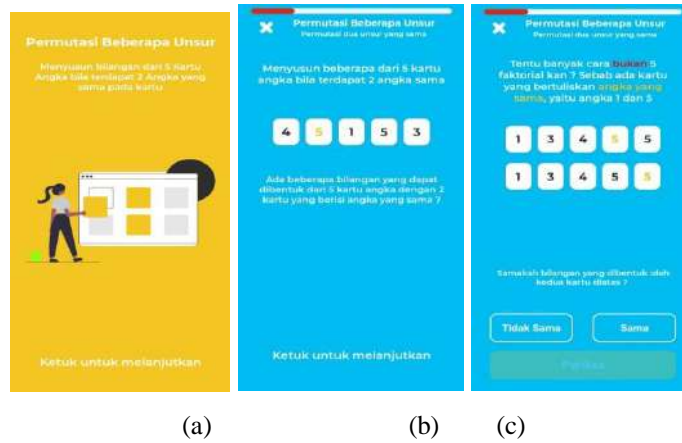 Permutasi Beberapa Unsur
Menyusun bilangan dari 5 Kartu
Angka bila terdapat 2 Angka yang
sama pada kartu
Ketuk untuk melanjutkan
Permutasi Beberapa Unsur
Permutasi dua unsur yang sama
Menyusun beberapa dari 5 kartu
angka bila terdapat 2 angka sama
4 5 1 5 3
Ada beberapa bilangan yang dapat
dibentuk dari 5 kartu angka dengan 2
kartu yang berisi angka yang sama ?
Ketuk untuk melanjutkan
Permutasi Beberapa Unsur
Permutasi dua unsur yang sama
Tentu banyak cara bukan 5
faktorial kan ? Sebab ada kartu
yang bertuliskan angka yang
sama, yaitu angka 1 dan 5
1 3 4 5 5
1 3 4 5 5
Samakah bilangan yang dibentuk oleh
kedua kartu diatas ?
Tidak Sama Sama
Periksa
(a) (b) (c)